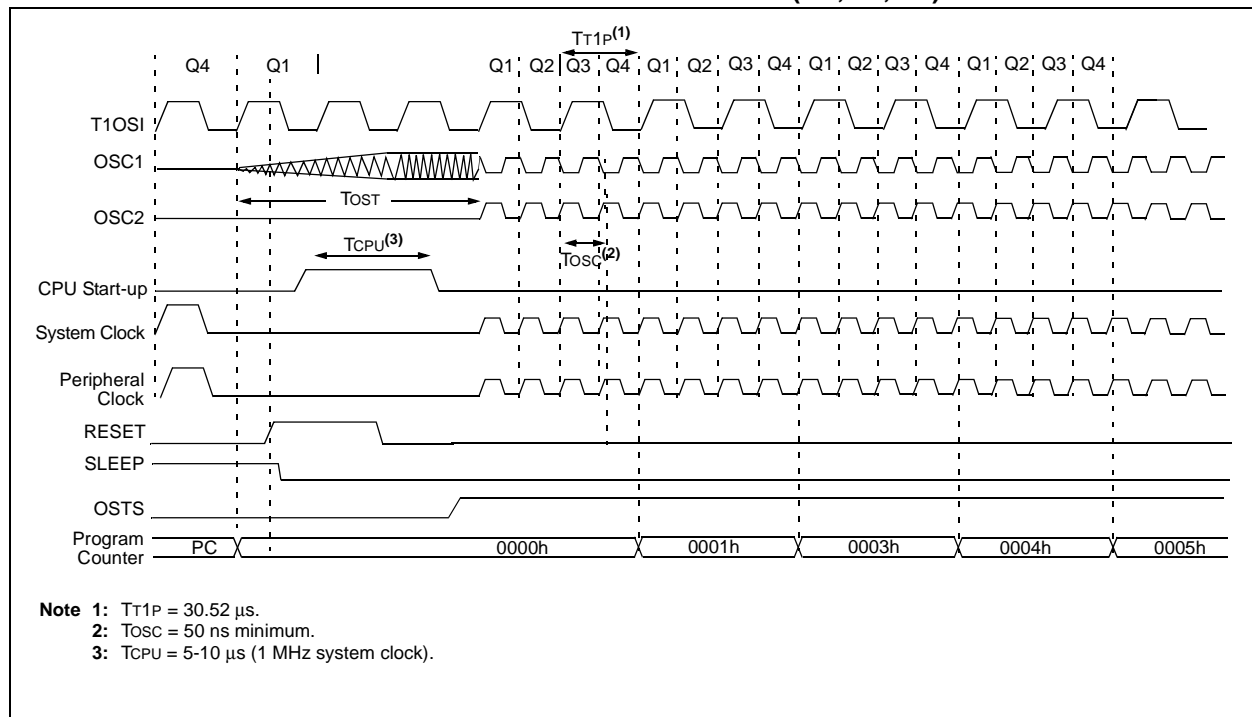 TT1P(1)
Q4 Q1 Q1 Q2 Q3 Q4 Q1 Q2 Q3 Q4 Q1 Q2 Q3 Q4 Q1 Q2 Q3 Q4
T1OSI
OSC1
TOST
OSC2
TCPU(3)
TOSC(2)
CPU Start-up
System Clock
Peripheral
Clock
RESET
SLEEP
OSTS
Program
Counter
PC 0000h 0001h 0003h 0004h 0005h
Note 1: TT1P = 30.52 μs.
2: TOSC = 50 ns minimum.
3: TCPU = 5-10 μs (1 MHz system clock).